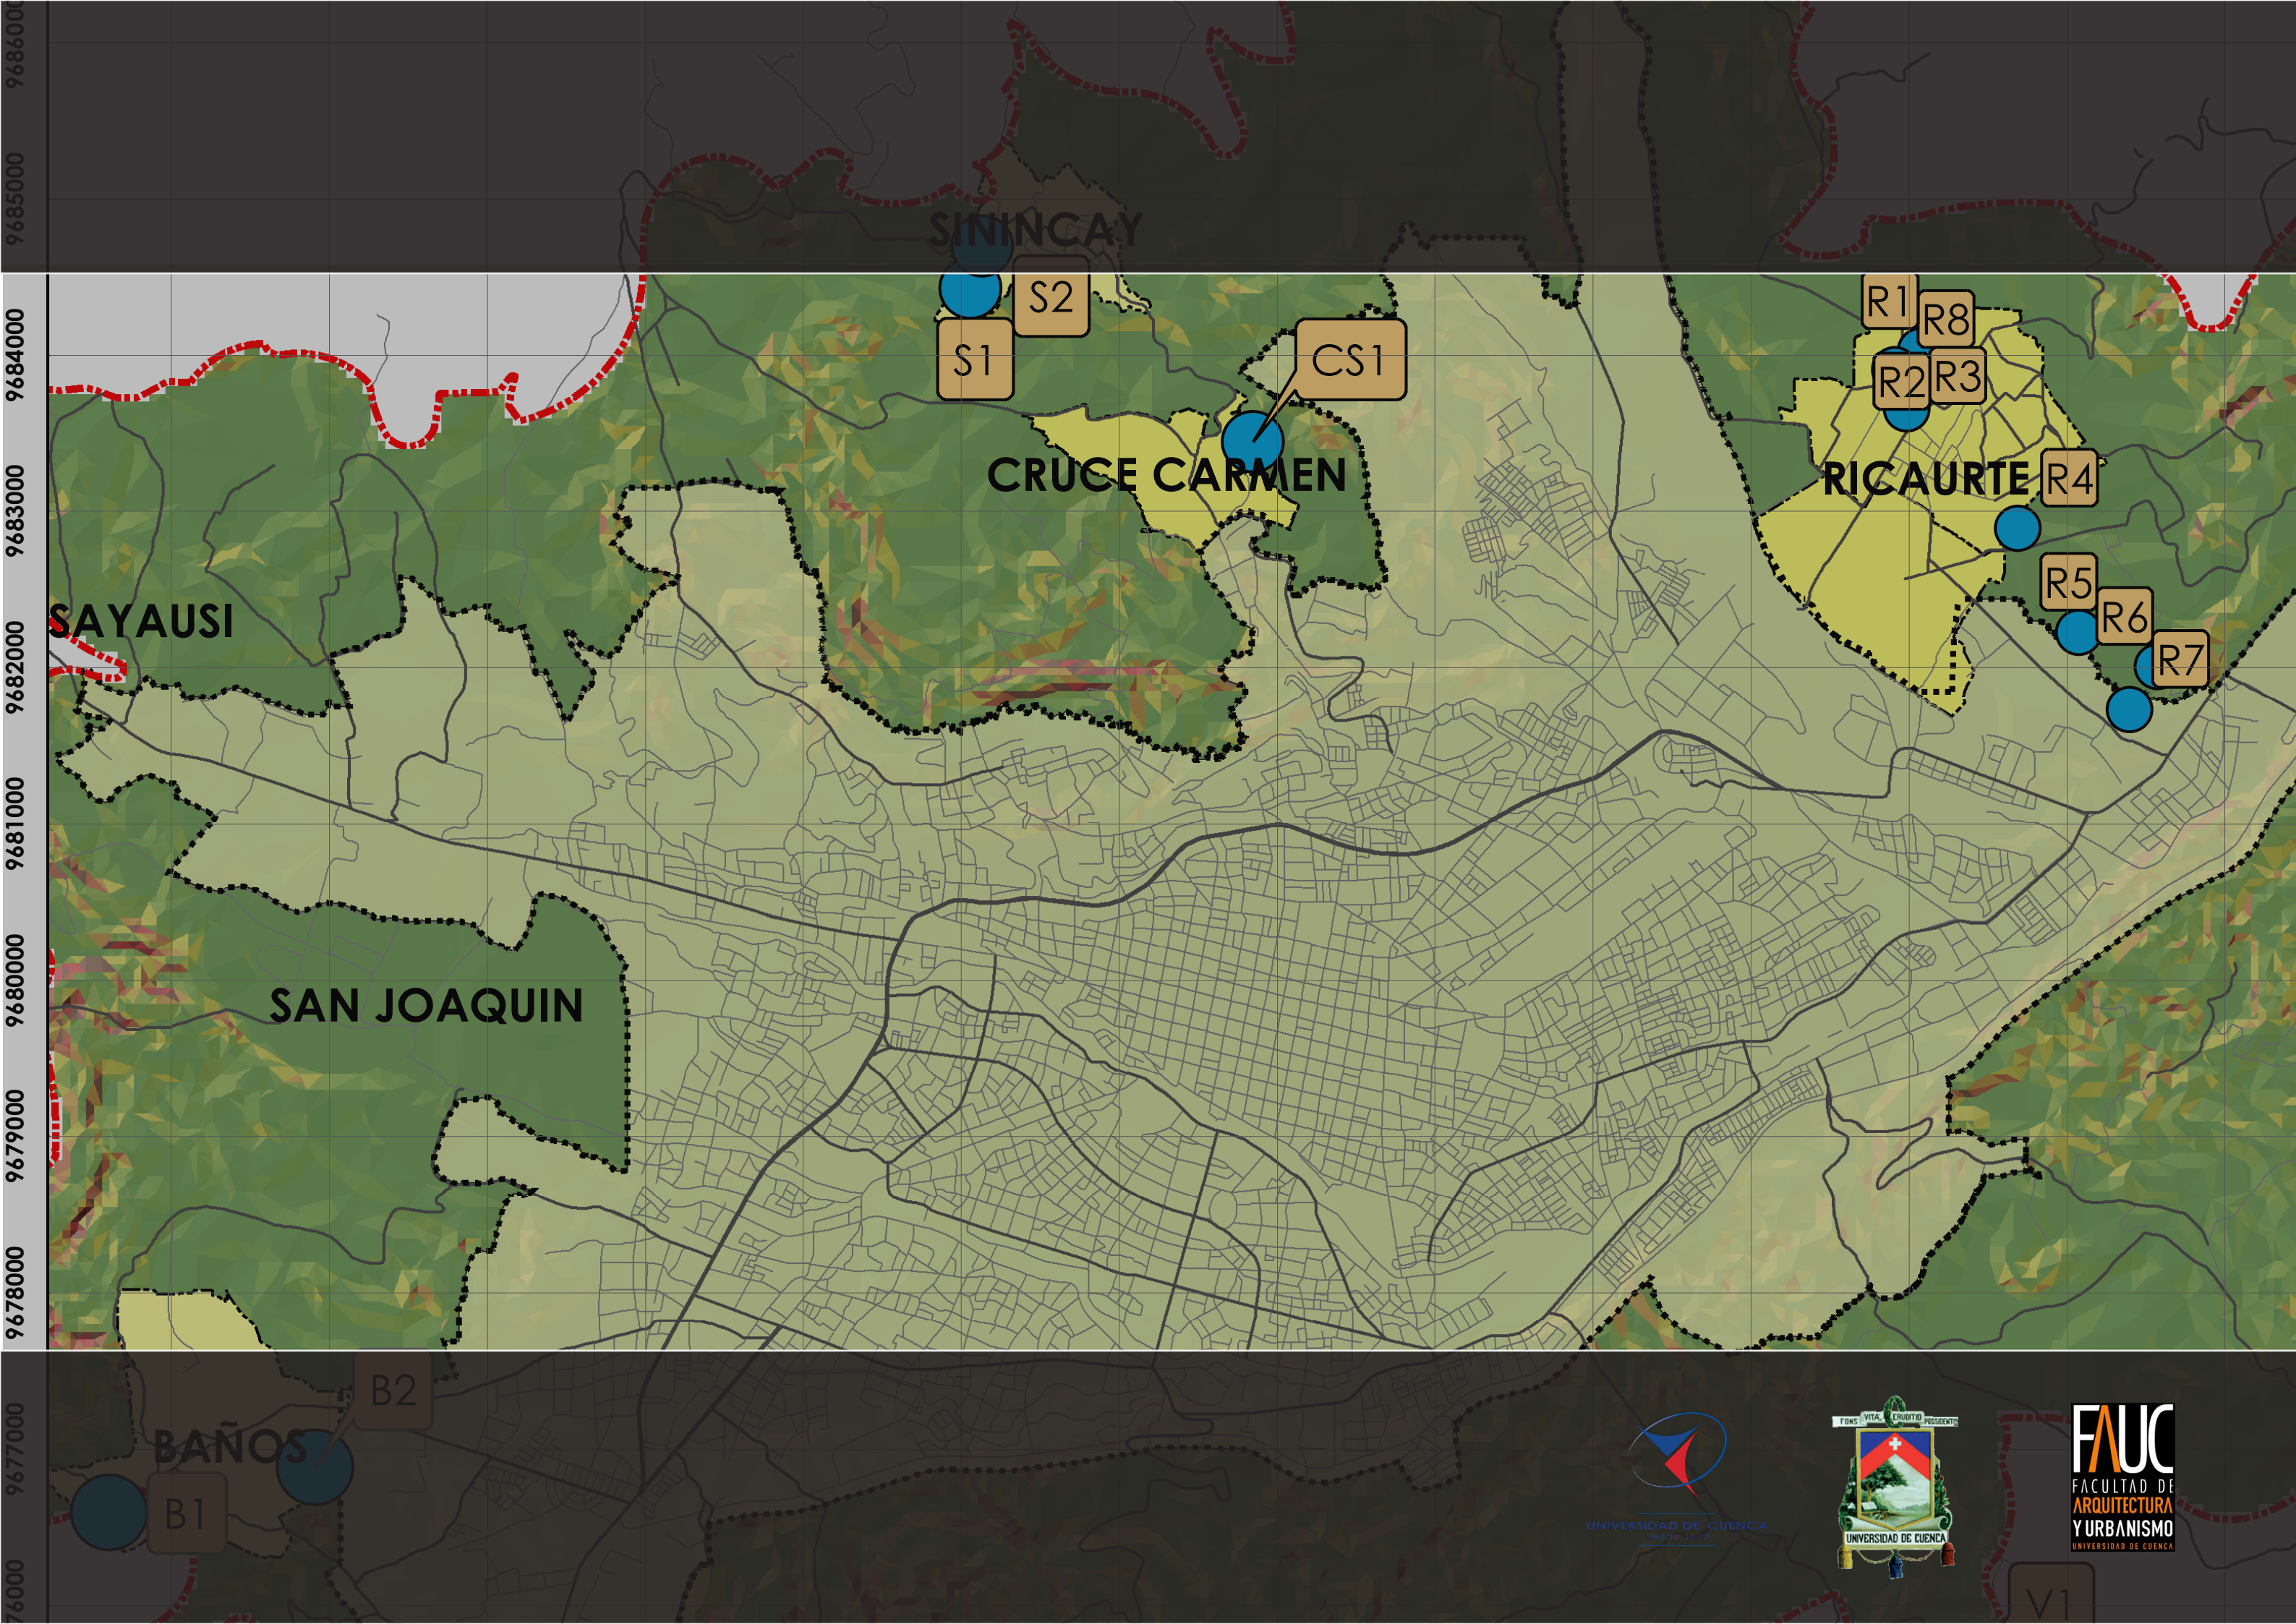 9686000
9685000
9684000
9683000
9682000
9681000
9680000
9679000
9678000
9677000
SININCAY
S2
S1
CS1
CRUCE CARMEN
R1
R8
R2
R3
RICAURTE
R4
R5
R6
R7
SAYAUSI
SAN JOAQUIN
B2
BAÑOS
B1
V1
UNIVERSIDAD DE CUENCA
FONS VITAE ERUDITIO POSSIDENTIS
UNIVERSIDAD DE CUENCA
FAUC
FACULTAD DE
ARQUITECTURA
Y URBANISMO
UNIVERSIDAD DE CUENCA